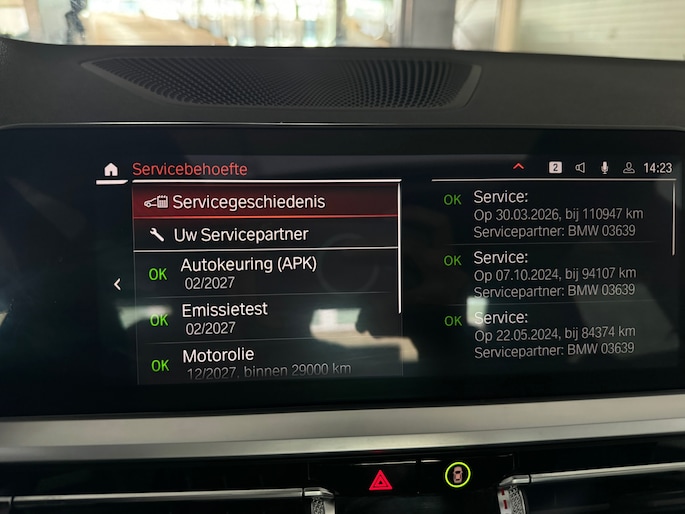 Servicebehoefte
2
14:23
Servicegeschiedenis
Uw Servicepartner
OK Autokeuring (APK)
02/2027
OK Emissietest
02/2027
OK Motorolie
12/2027, binnen 29000 km
OK Service:
Op 30.03.2026, bij 110947 km
Servicepartner: BMW 03639
OK Service:
Op 07.10.2024, bij 94107 km
Servicepartner: BMW 03639
OK Service:
Op 22.05.2024, bij 84374 km
Servicepartner: BMW 03639